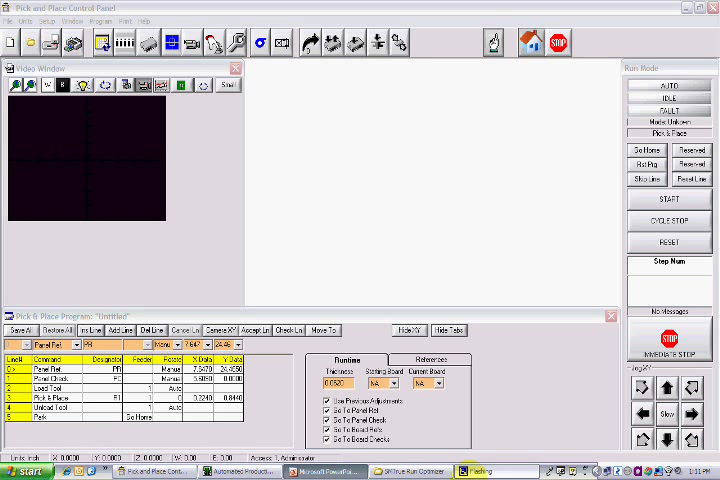 Pick and Place Control Panel
File Units Setup Window Program Print Help
Video Window
W B Small
Run Mode
AUTO
IDLE
FAULT
Mode: Unknown
Pick & Place
Go Home Reserved
Rst Prg Reserved
Skip Line Reset Line
START
CYCLE STOP
RESET
Step Num
No Messages
STOP
IMMEDIATE STOP
Jog XY
Slow
Pick & Place Program: "Untitled"
Save All Restore All Ins Line Add Line Del Line Cancel Ln Camera XY Accept Ln Check Ln Move To Hide XY Hide Tabs
Panel Ref. PR Manu 7.647 24.46
Line# Command Designator Feeder Rotate X Data Y Data
0> Panel Ref. PR Manual 7.6470 24.4650
1 Panel Check PC Manual 5.6090 0.0000
2 Load Tool 1 Auto
3 Pick & Place R1 1 0 0.2240 0.8440
4 Unload Tool 1 Auto
5 Park Go Home
Runtime References
Thickness Starting Board Current Board
0.0620 NA NA
Use Previous Adjustments
Go To Panel Ref
Go To Panel Check
Go To Board Refs
Go To Board Checks
Units: Inch X: 0.0000 Y: 0.0000 Z: 0.0000 W: 0.00 E: 0.00 Access: 1, Administrator
start Pick and Place Cont... Automated Productio... Microsoft PowerPoi... SMTrue Run Optimizer Flashing 1:11 PM